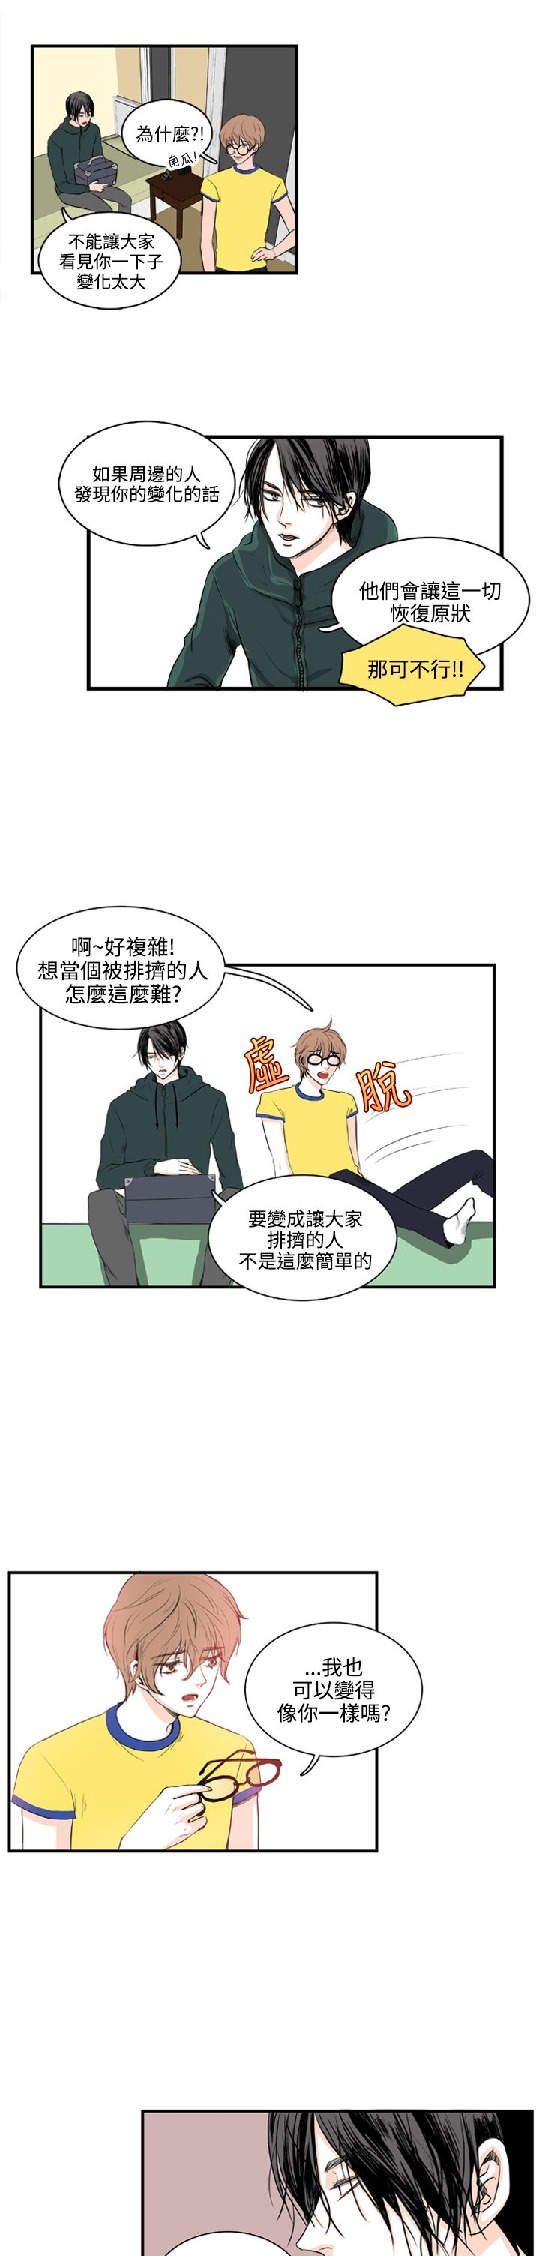 為什麼?!
不能讓大家
看見你一下子
變化太大
如果周邊的人
發現你的變化的話
他們會讓這一切
恢復原狀
那可不行!!
啊~好複雜!
想當個被排擠的人
怎麼這麼難?
虛脫
要變成讓大家
排擠的人
不是這麼簡單的
...我也
可以變得
像你一樣嗎?